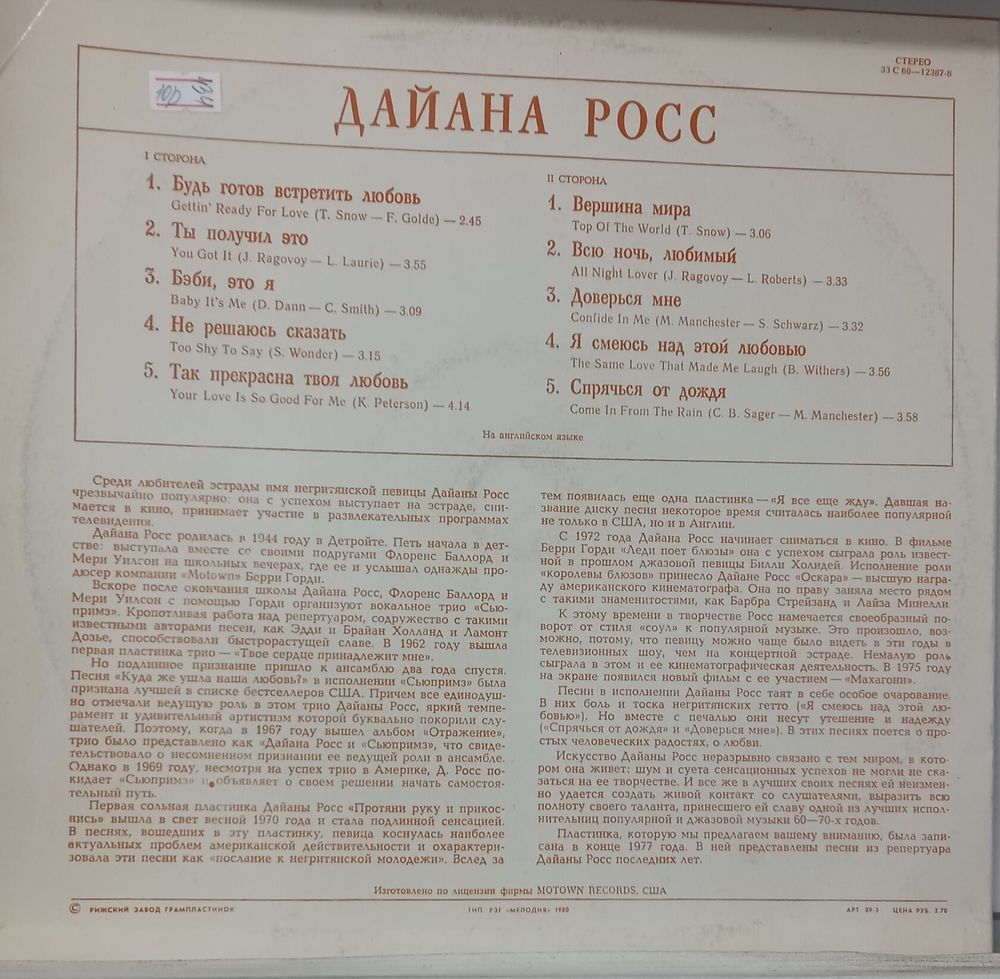 СТЕРЕО
33 С 60—12387-8
10р
ДАЙАНА РОСС
I СТОРОНА
1. Будь готов встретить любовь
Gettin' Ready For Love (T. Snow — F. Golde) — 2.45
2. Ты получил это
You Got It (J. Ragovoy — L. Laurie) — 3.55
3. Бэби, это я
Baby It's Me (D. Dann — C. Smith) — 3.09
4. Не решаюсь сказать
Too Shy To Say (S. Wonder) — 3.15
5. Так прекрасна твоя любовь
Your Love Is So Good For Me (K. Peterson) — 4.14
II СТОРОНА
1. Вершина мира
Top Of The World (T. Snow) — 3.06
2. Всю ночь, любимый
All Night Lover (J. Ragovoy — L. Roberts) — 3.33
3. Доверься мне
Confide In Me (M. Manchester — S. Schwarz) — 3.32
4. Я смеюсь над этой любовью
The Same Love That Made Me Laugh (B. Withers) — 3.56
5. Спрячься от дождя
Come In From The Rain (C. B. Sager — M. Manchester) — 3.58
На английском языке
Среди любителей эстрады имя негритянской певицы Дайаны Росс
чрезвычайно популярно: она с успехом выступает на эстраде, сни-
мается в кино, принимает участие в развлекательных программах
телевидения.
Дайана Росс родилась в 1944 году в Детройте. Петь начала в дет-
стве: выступала вместе со своими подругами Флоренс Баллорд и
Мери Уилсон на школьных вечерах, где ее и услышал однажды про-
дюсер компании «Motown» Берри Горди.
Вскоре после окончания школы Дайана Росс, Флоренс Баллорд и
Мери Уилсон с помощью Горди организуют вокальное трио «Сью-
примз». Кропотливая работа над репертуаром, содружество с такими
известными авторами песен, как Эдди и Брайан Холланд и Ламонт
Дозье, способствовали быстрорастущей славе. В 1962 году вышла
первая пластинка трио — «Твое сердце принадлежит мне».
Но подлинное признание пришло к ансамблю два года спустя.
Песня «Куда же ушла наша любовь?» в исполнении «Сьюпримз» была
признана лучшей в списке бестселлеров США. Причем все единодуш-
но отмечали ведущую роль в этом трио Дайаны Росс, яркий темпе-
рамент и удивительный артистизм которой буквально покорили слу-
шателей. Поэтому, когда в 1967 году вышел альбом «Отражение»,
трио было представлено как «Дайана Росс и «Сьюпримз», что свиде-
тельствовало о несомненном признании ее ведущей роли в ансамбле.
Однако в 1969 году, несмотря на успех трио в Америке, Д. Росс по-
кидает «Сьюпримз» и объявляет о своем решении начать самостоя-
тельный путь.
Первая сольная пластинка Дайаны Росс «Протяни руку и прикос-
нись» вышла в свет весной 1970 года и стала подлинной сенсацией.
В песнях, вошедших в эту пластинку, певица коснулась наиболее
актуальных проблем американской действительности и охарактери-
зовала эти песни как «послание к негритянской молодежи». Вслед за
тем появилась еще одна пластинка — «Я все еще жду». Давшая на-
звание диску песня некоторое время считалась наиболее популярной
не только в США, но и в Англии.
С 1972 года Дайана Росс начинает сниматься в кино. В фильме
Берри Горди «Леди поет блюзы» она с успехом сыграла роль извест-
ной в прошлом джазовой певицы Билли Холидей. Исполнение роли
«королевы блюзов» принесло Дайане Росс «Оскара» — высшую награ-
ду американского кинематографа. Она по праву заняла место рядом
с такими знаменитостями, как Барбра Стрейзанд и Лайза Минелли.
К этому времени в творчестве Росс намечается своеобразный по-
ворот от стиля «соул» к популярной музыке. Это произошло, воз-
можно, потому, что певицу можно чаще было видеть в эти годы в
телевизионных шоу, чем на концертной эстраде. Немалую роль
сыграла в этом и ее кинематографическая деятельность. В 1975 году
на экране появился новый фильм с ее участием — «Махагони».
Песни в исполнении Дайаны Росс таят в себе особое очарование.
В них боль и тоска негритянских гетто («Я смеюсь над этой лю-
бовью»). Но вместе с печалью они несут утешение и надежду
(«Спрячься от дождя» и «Доверься мне»). В этих песнях поется о про-
стых человеческих радостях, о любви.
Искусство Дайаны Росс неразрывно связано с тем миром, в кото-
ром она живет: шум и суета сенсационных успехов не могли не ска-
заться на ее творчестве. И все же в лучших своих песнях ей неизмен-
но удается создать живой контакт со слушателями, выразить всю
полноту своего таланта, принесшего ей славу одной из лучших испол-
нительниц популярной и джазовой музыки 60—70-х годов.
Пластинка, которую мы предлагаем вашему вниманию, была запи-
сана в конце 1977 года. В ней представлены песни из репертуара
Дайаны Росс последних лет.
Изготовлено по лицензии фирмы MOTOWN RECORDS, США
© РИЖСКИЙ ЗАВОД ГРАМПЛАСТИНОК
ТИП. РЗГ «МЕЛОДИЯ» 1980
АРТ. 89-3 ЦЕНА РУБ. 2.70